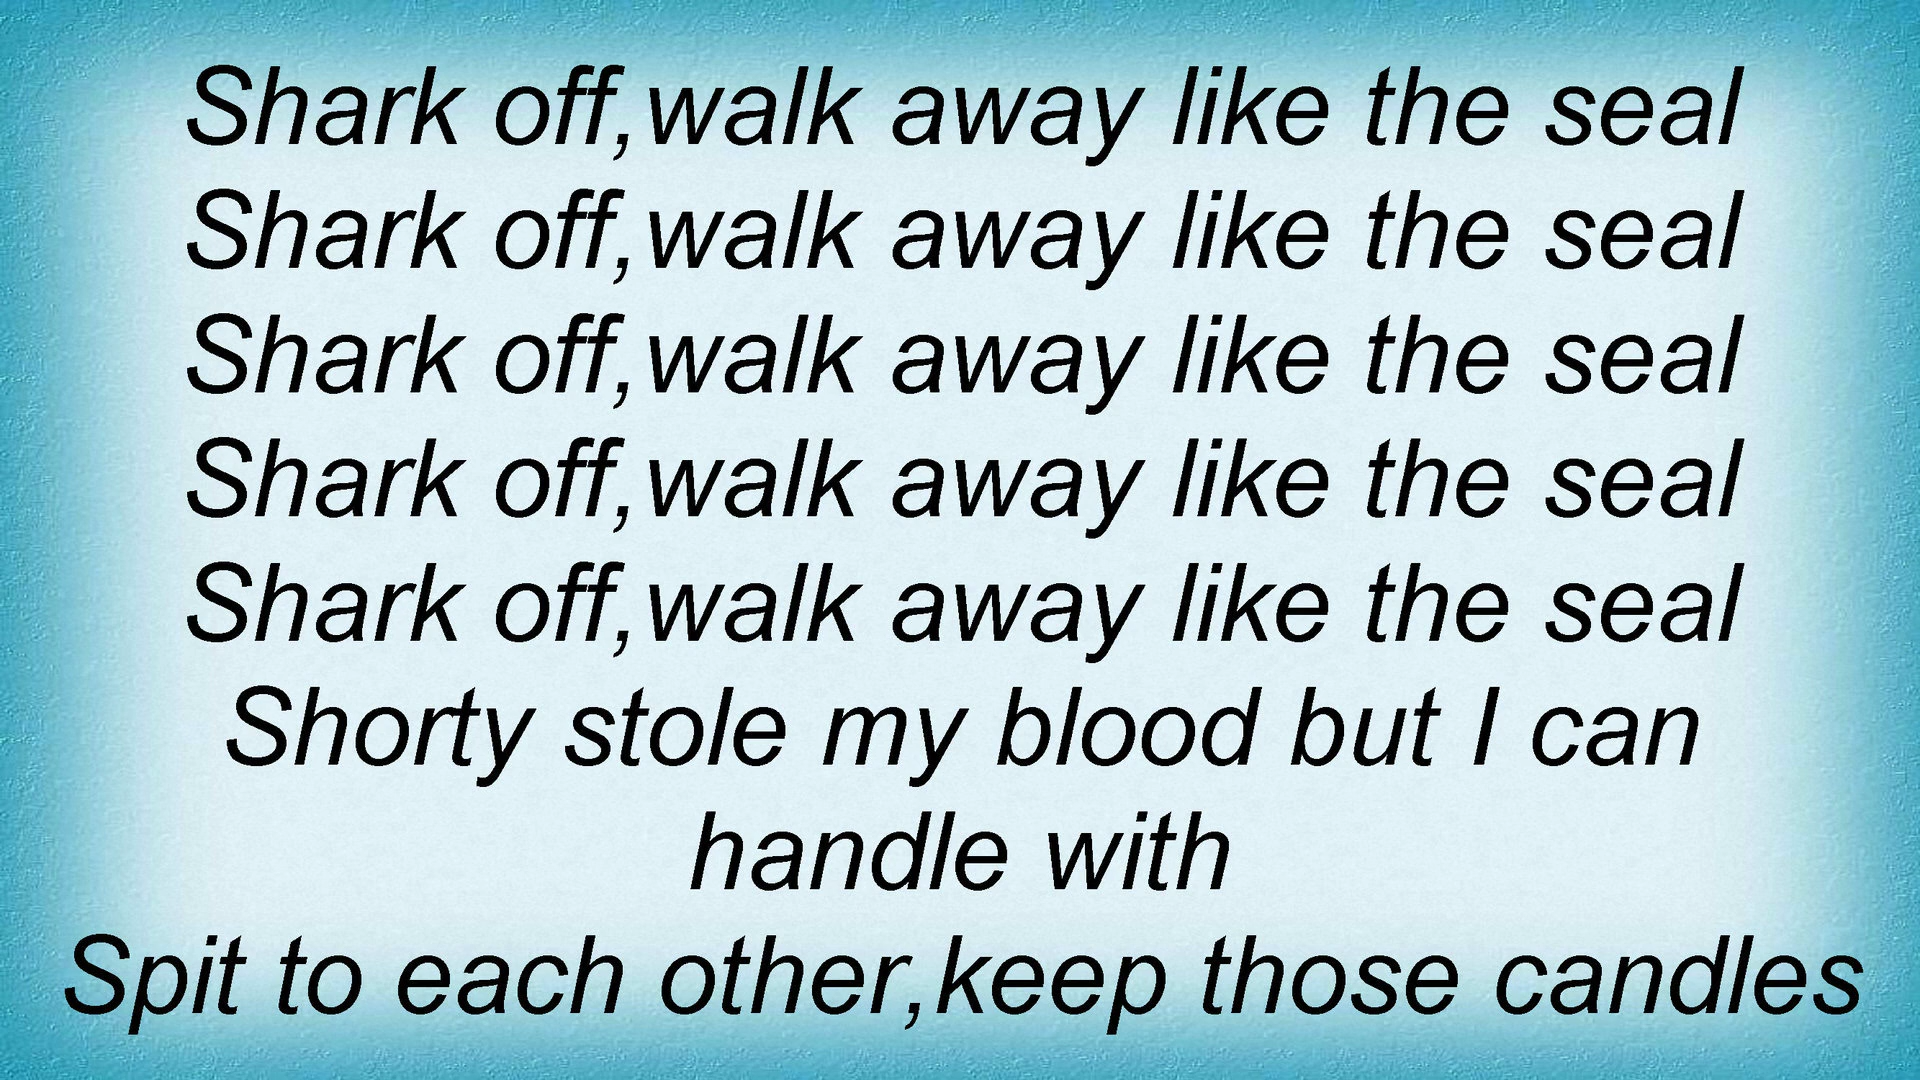 Shark off,walk away like the seal
Shark off,walk away like the seal
Shark off,walk away like the seal
Shark off,walk away like the seal
Shark off,walk away like the seal
Shorty stole my blood but I can
handle with
Spit to each other,keep those candles